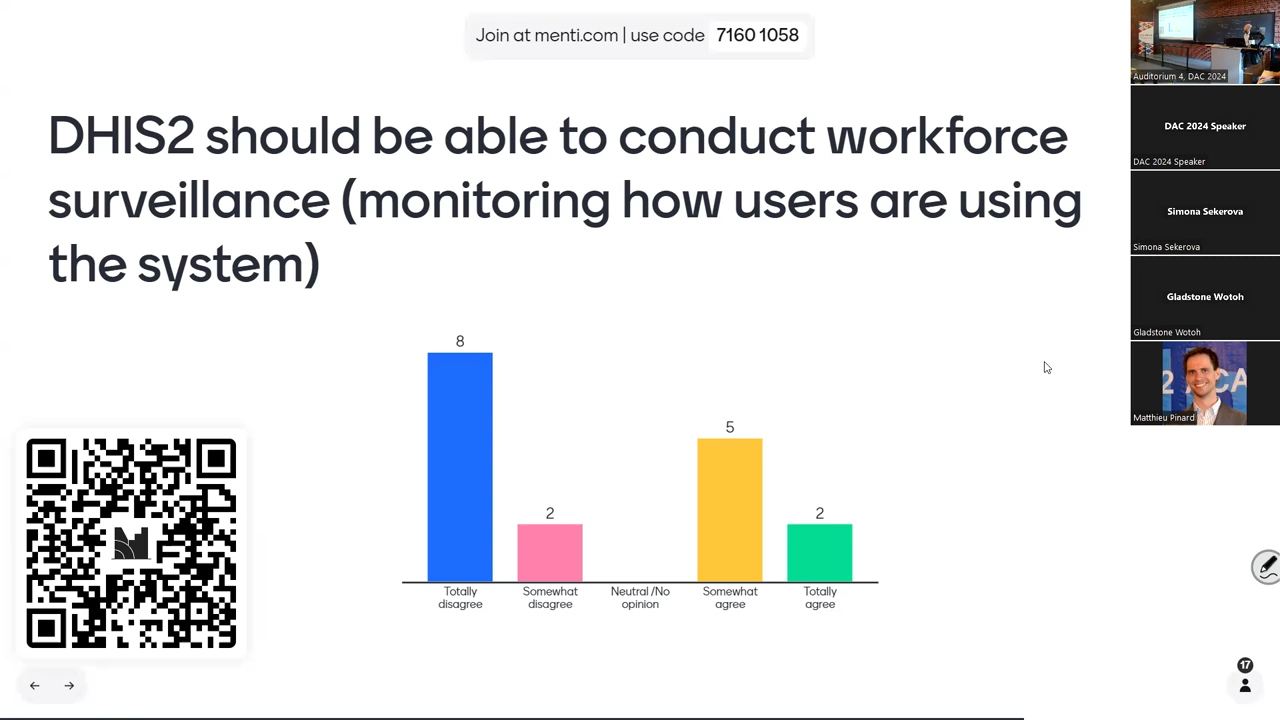 Join at menti.com | use code 7160 1058
DHIS2 should be able to conduct workforce
surveillance (monitoring how users are using
the system)
8
2
5
2
Totally
disagree
Somewhat
disagree
Neutral /No
opinion
Somewhat
agree
Totally
agree
17
Auditorium 4, DAC 2024
DAC 2024 Speaker
DAC 2024 Speaker
Simona Sekerova
Simona Sekerova
Gladstone Wotoh
Gladstone Wotoh
2 ACA
Matthieu Pinard